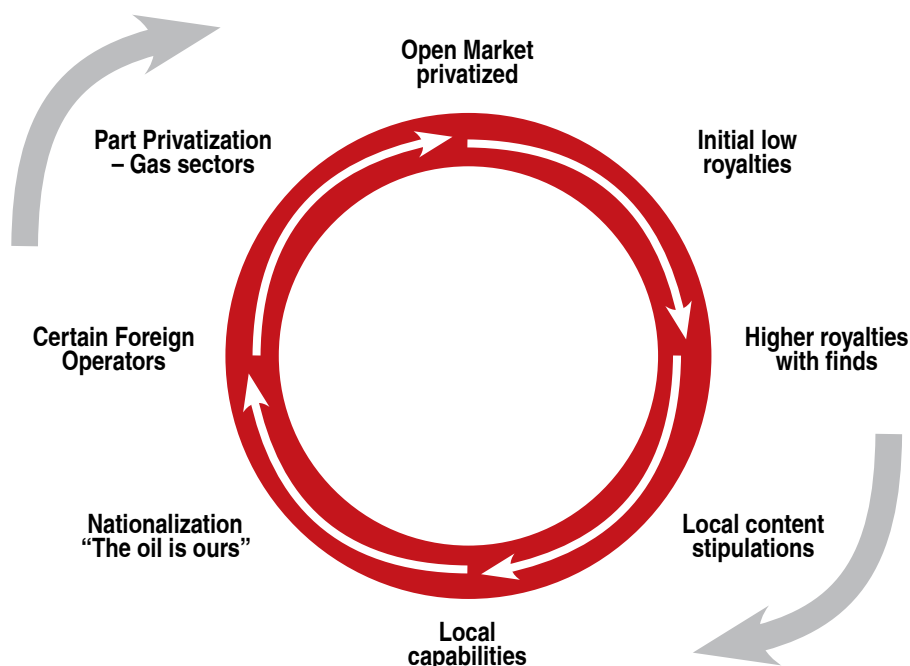 Open Market
privatized
Initial low
royalties
Higher royalties
with finds
Local content
stipulations
Local
capabilities
Nationalization
“The oil is ours”
Certain Foreign
Operators
Part Privatization
– Gas sectors